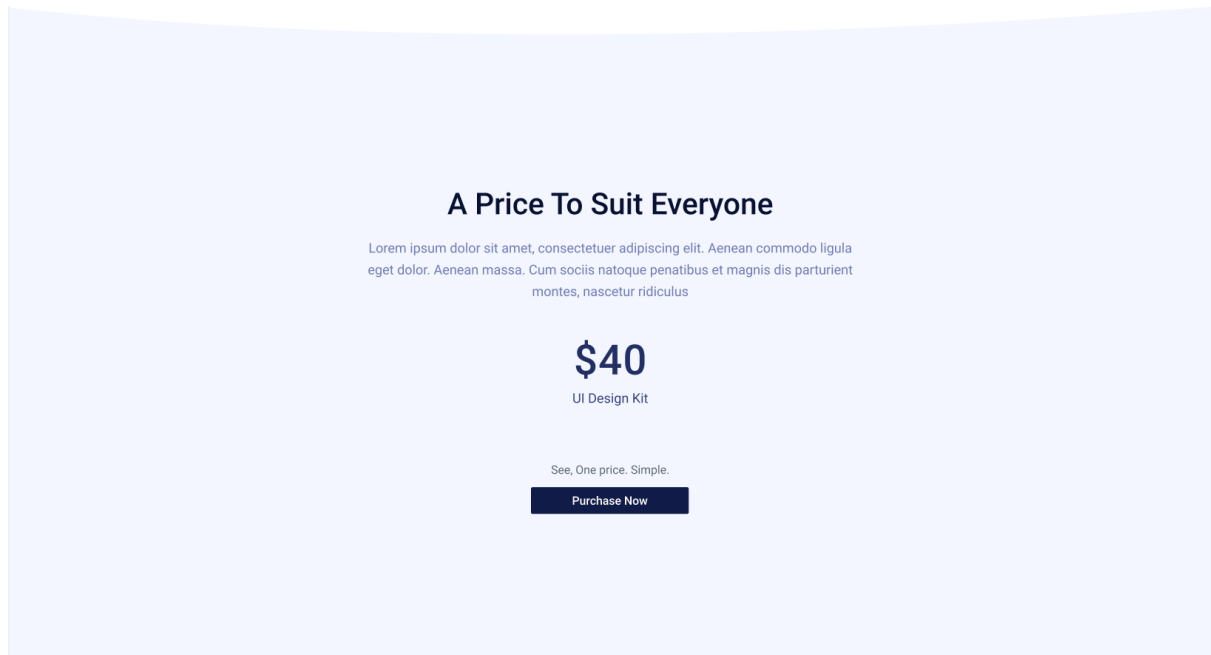 A Price To Suit Everyone
Lorem ipsum dolor sit amet, consectetuer adipiscing elit. Aenean commodo ligula
eget dolor. Aenean massa. Cum sociis natoque penatibus et magnis dis parturient
montes, nascetur ridiculus
$40
UI Design Kit
See, One price. Simple.
Purchase Now